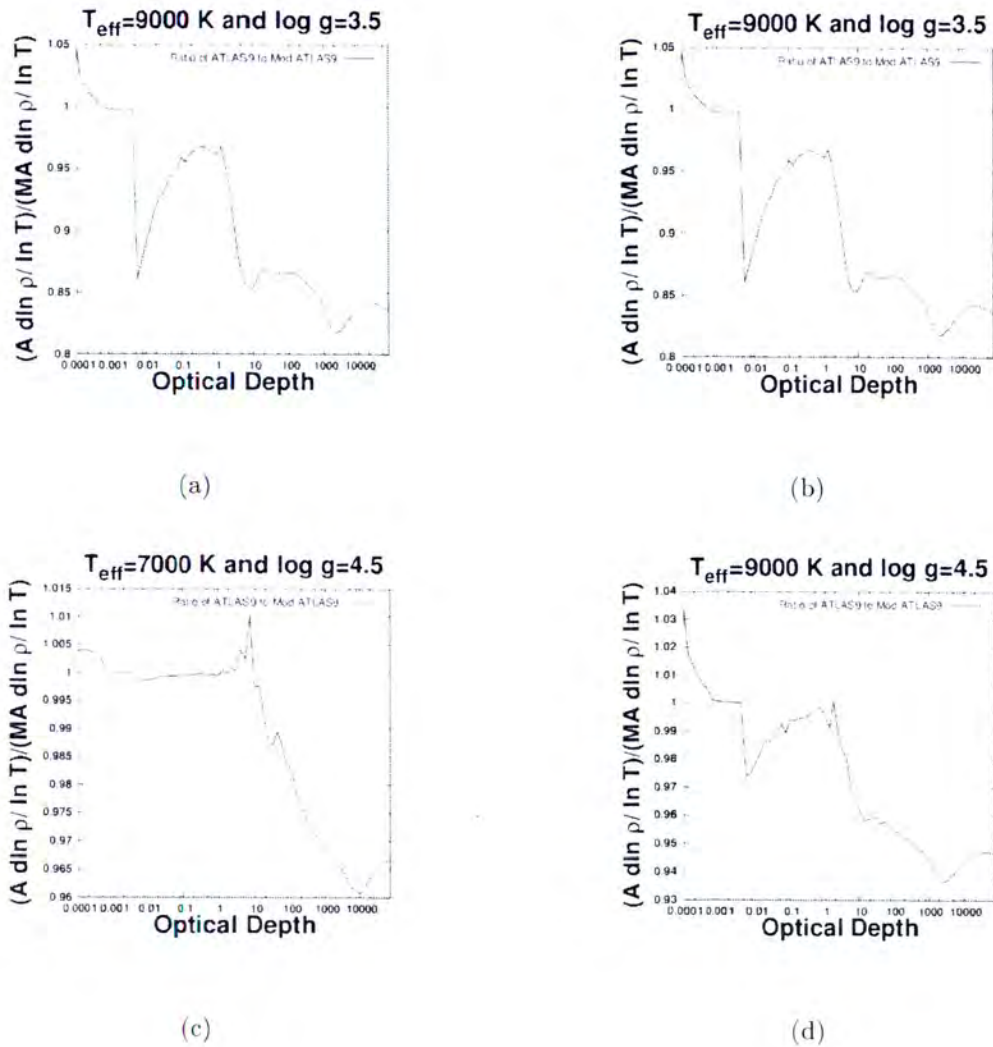 T_eff=9000 K and log g=3.5
Ratio of ATLAS9 to Mod ATLAS9
(A dln ρ/ ln T)/(MA dln ρ/ ln T)
1.05
1
0.95
0.9
0.85
0.8
0.0001 0.001 0.01 0.1 1 10 100 1000 10000
Optical Depth
(a)
T_eff=9000 K and log g=3.5
Ratio of ATLAS9 to Mod ATLAS9
(A dln ρ/ ln T)/(MA dln ρ/ ln T)
1.05
1
0.95
0.9
0.85
0.8
0.0001 0.001 0.01 0.1 1 10 100 1000 10000
Optical Depth
(b)
T_eff=7000 K and log g=4.5
Ratio of ATLAS9 to Mod ATLAS9
(A dln ρ/ ln T)/(MA dln ρ/ ln T)
1.015
1.01
1.005
1
0.995
0.99
0.985
0.98
0.975
0.97
0.965
0.96
0.0001 0.001 0.01 0.1 1 10 100 1000 10000
Optical Depth
(c)
T_eff=9000 K and log g=4.5
Ratio of ATLAS9 to Mod ATLAS9
(A dln ρ/ ln T)/(MA dln ρ/ ln T)
1.04
1.03
1.02
1.01
1
0.99
0.98
0.97
0.96
0.95
0.94
0.93
0.0001 0.001 0.01 0.1 1 10 100 1000 10000
Optical Depth
(d)